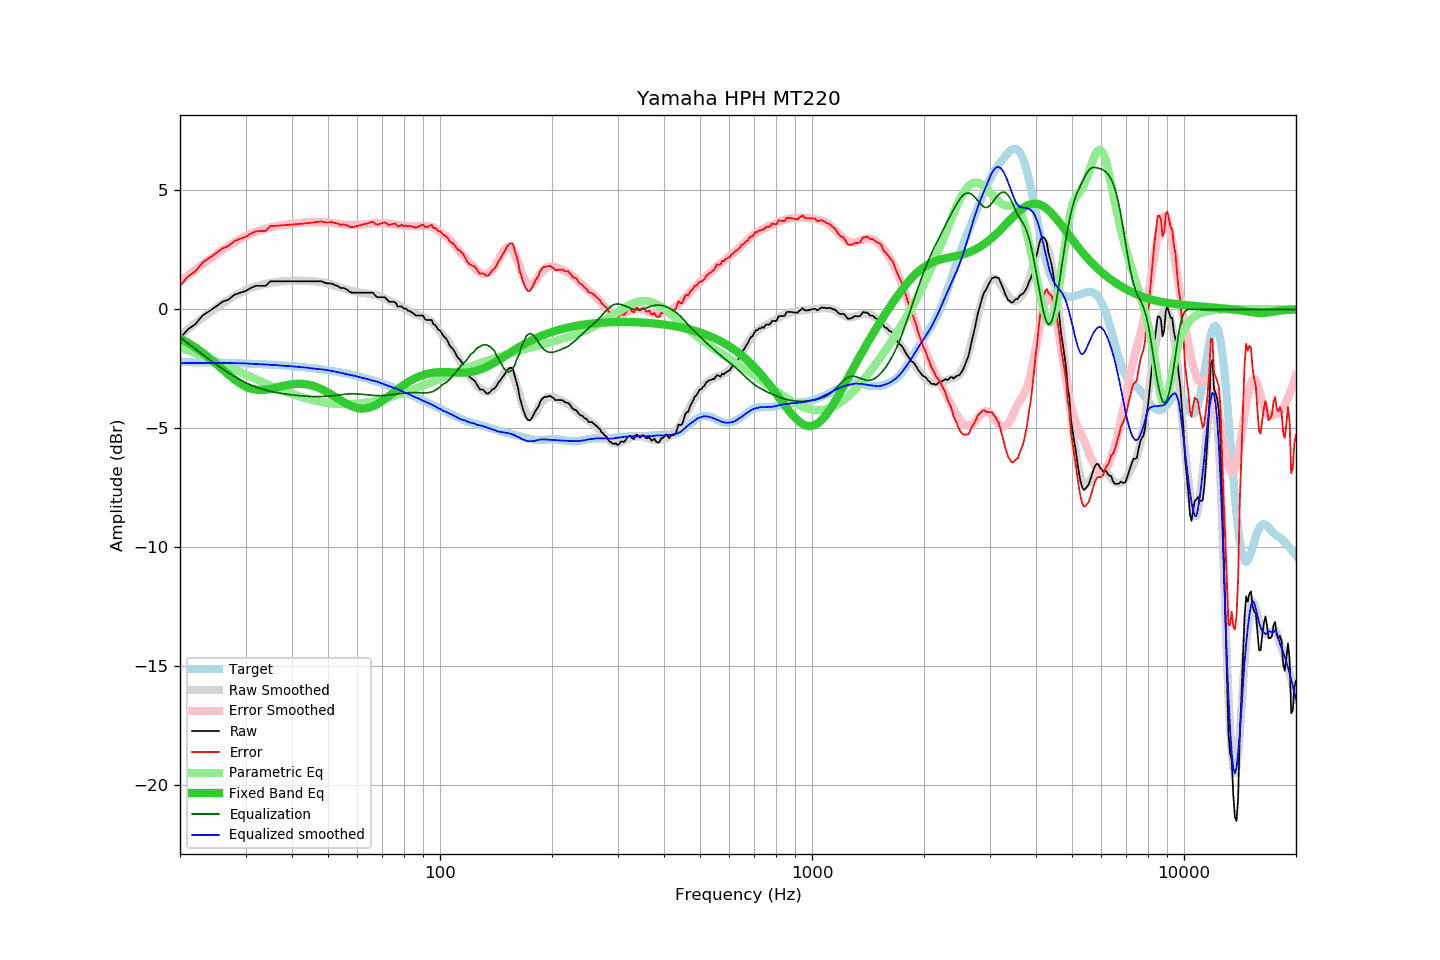 Yamaha HPH MT220
5
0
−5
−10
−15
−20
Amplitude (dBr)
Target
Raw Smoothed
Error Smoothed
Raw
Error
Parametric Eq
Fixed Band Eq
Equalization
Equalized smoothed
100
1000
10000
Frequency (Hz)